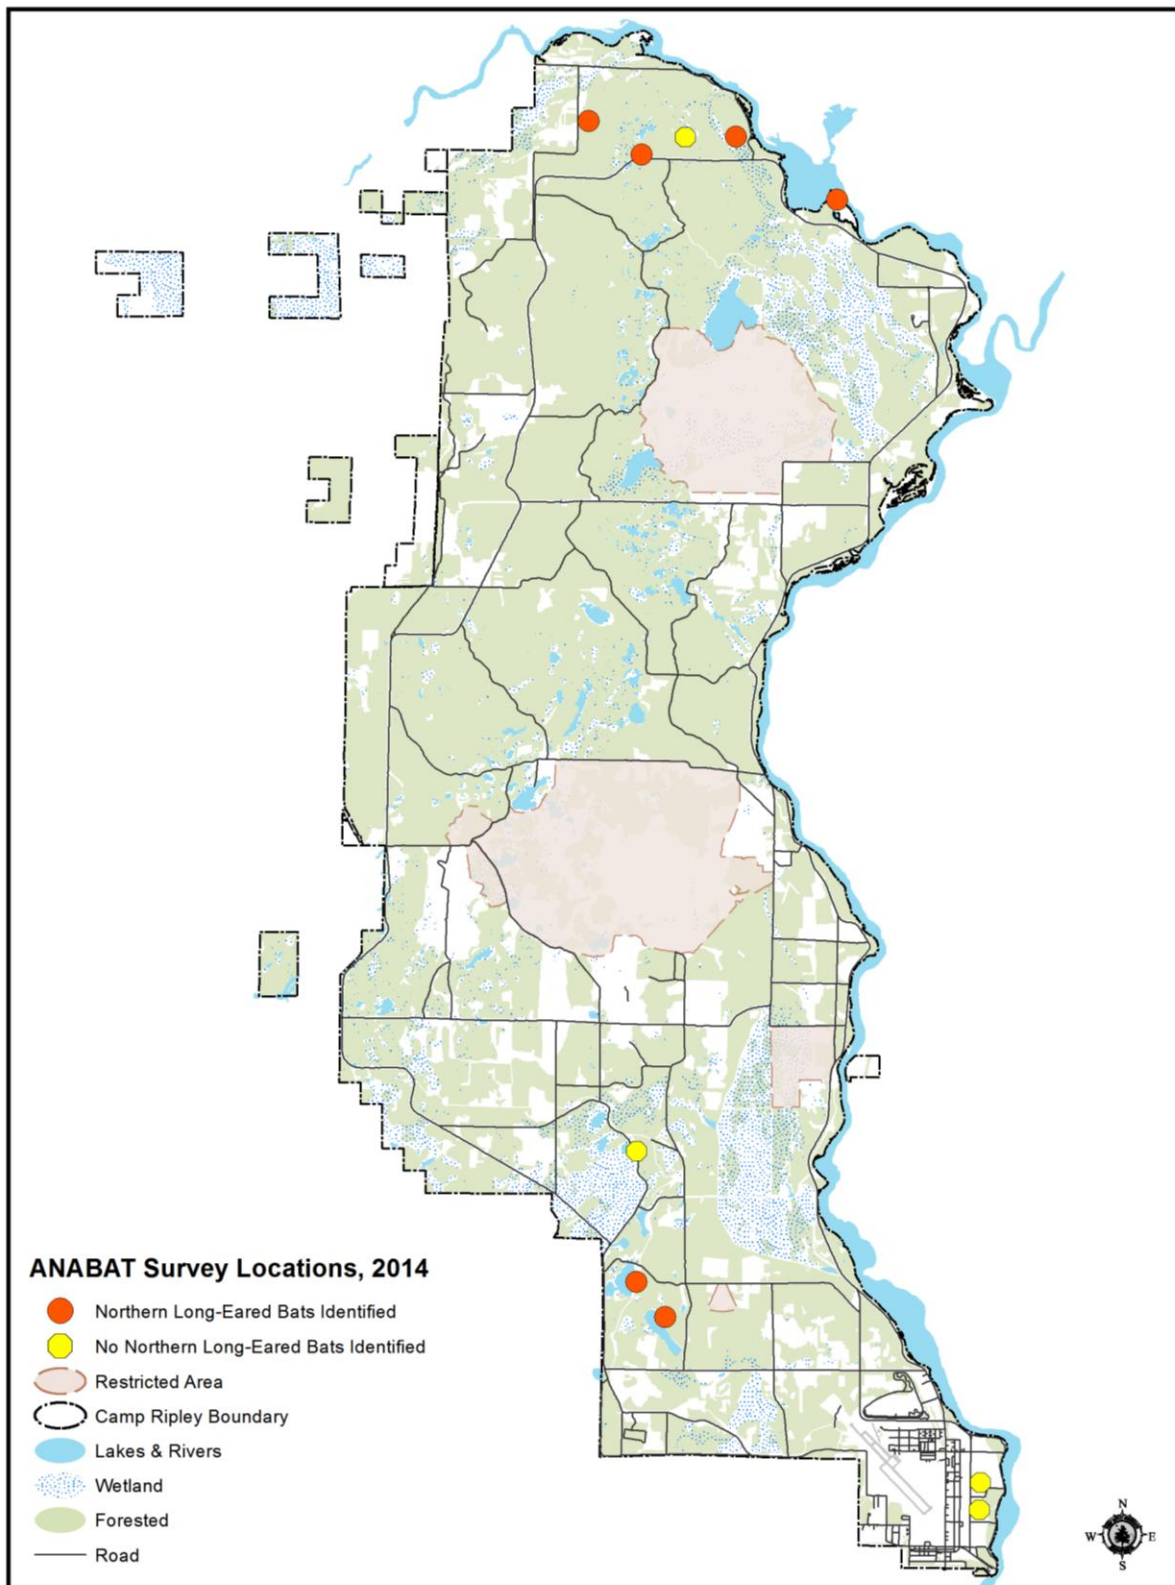 ANABAT Survey Locations, 2014
Northern Long-Eared Bats Identified
No Northern Long-Eared Bats Identified
Restricted Area
Camp Ripley Boundary
Lakes & Rivers
Wetland
Forested
Road
N
W E
S